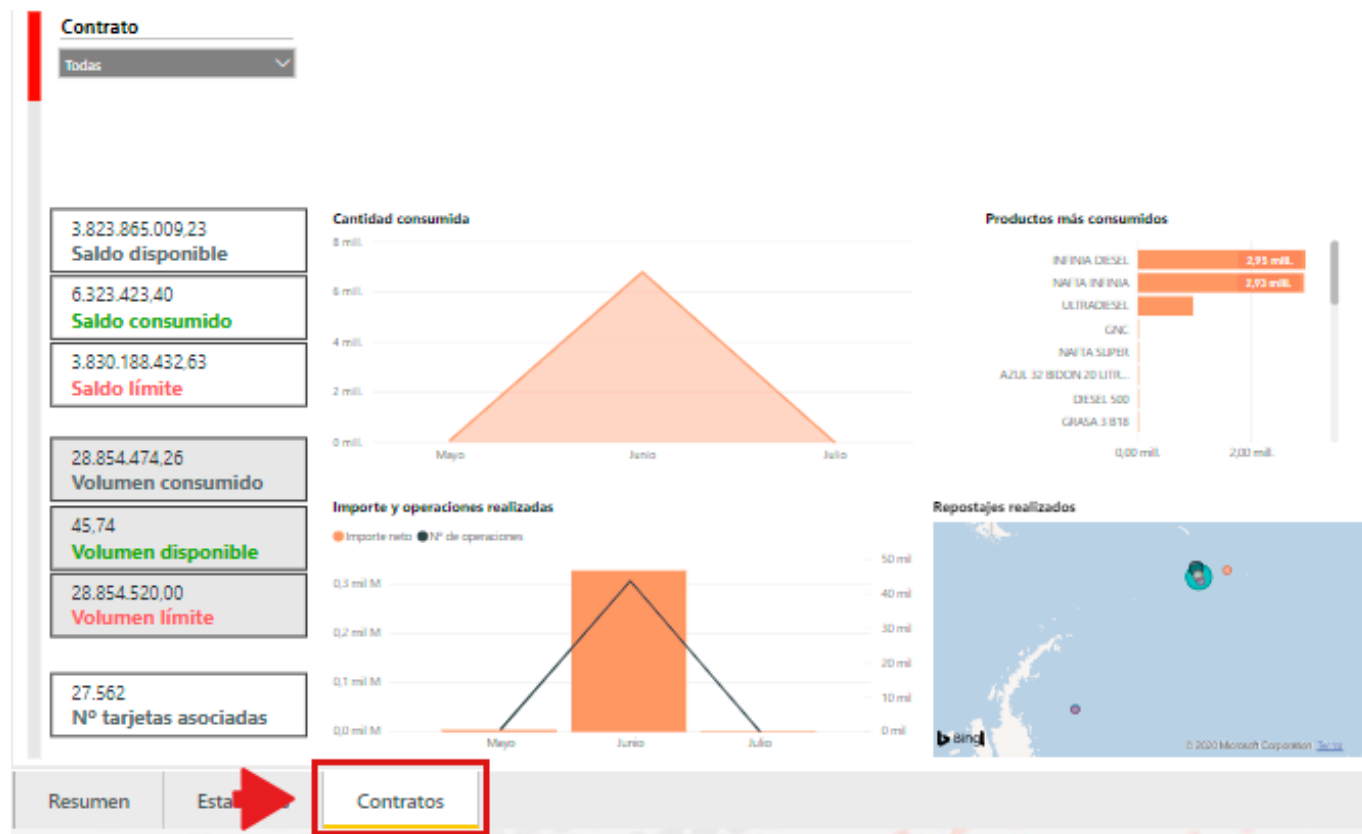 Contrato
Todas
3.823.865.009,23
Saldo disponible
6.323.423,40
Saldo consumido
3.830.188.432,63
Saldo límite
28.854.474,26
Volumen consumido
45,74
Volumen disponible
28.854.520,00
Volumen límite
27.562
Nº tarjetas asociadas
Cantidad consumida
8 mill.
6 mill.
4 mill.
2 mill.
0 mill.
Mayo Junio Julio
Productos más consumidos
INFINIA DIESEL 2,95 mill.
NAFTA INFINIA 2,93 mill.
ULTRADIESEL
GNC
NAFTA SUPER
AZUL 32 BIDON 20 LITR...
DIESEL 500
GRASA 3 B18
0,00 mill. 2,00 mill.
Importe y operaciones realizadas
Importe neto Nº de operaciones
0,3 mil M
0,2 mil M
0,1 mil M
0,0 mil M
50 mil
40 mil
30 mil
20 mil
10 mil
0 mil
Mayo Junio Julio
Repostajes realizados
Bing
© 2020 Microsoft Corporation Terms
Resumen Esta Contratos